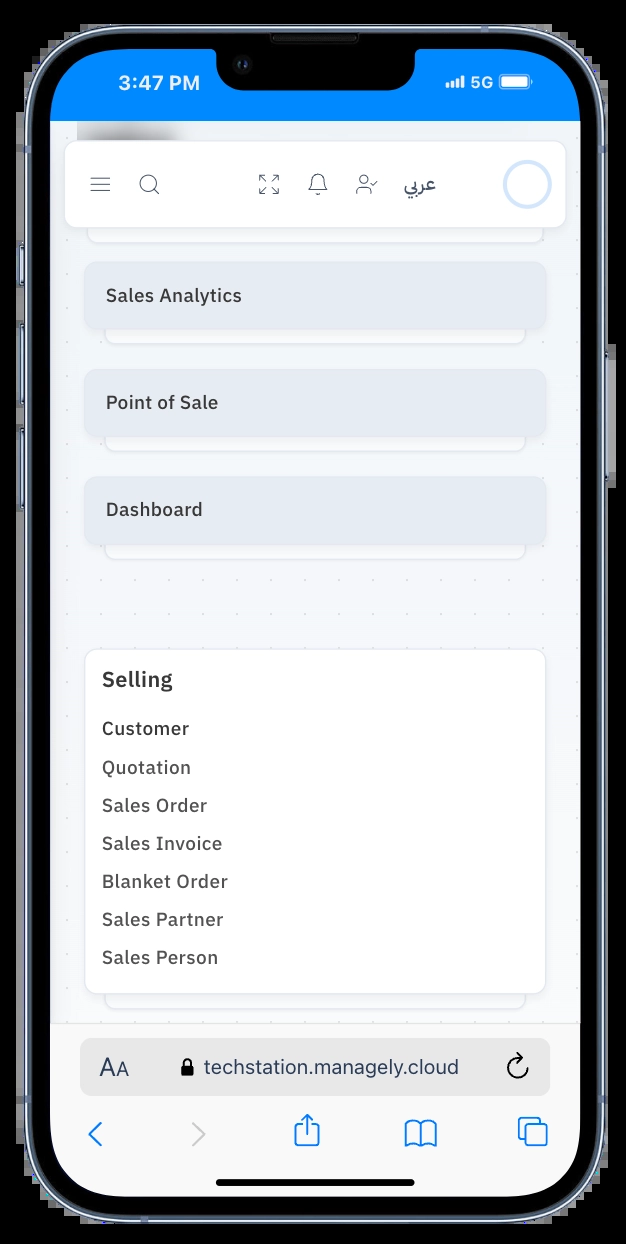 3:47 PM
5G
عربي
Sales Analytics
Point of Sale
Dashboard
Selling
Customer
Quotation
Sales Order
Sales Invoice
Blanket Order
Sales Partner
Sales Person
AA
techstation.managely.cloud